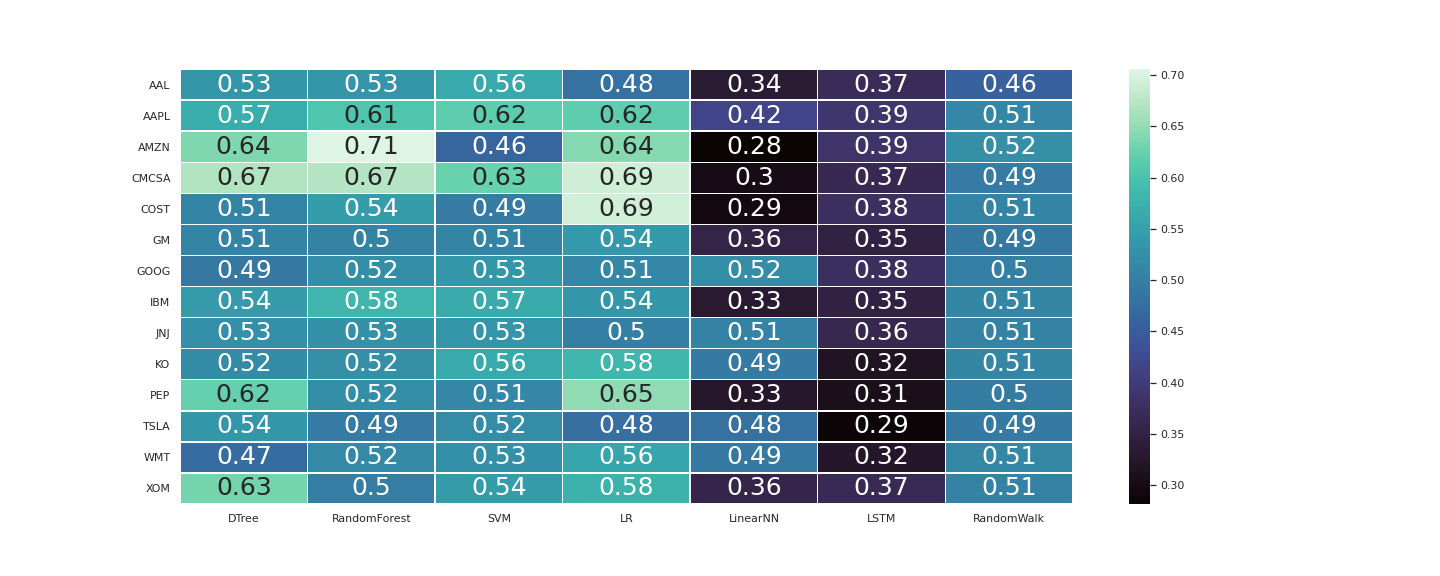 AAL 0.53 0.53 0.56 0.48 0.34 0.37 0.46
AAPL 0.57 0.61 0.62 0.62 0.42 0.39 0.51
AMZN 0.64 0.71 0.46 0.64 0.28 0.39 0.52
CMCSA 0.67 0.67 0.63 0.69 0.3 0.37 0.49
COST 0.51 0.54 0.49 0.69 0.29 0.38 0.51
GM 0.51 0.5 0.51 0.54 0.36 0.35 0.49
GOOG 0.49 0.52 0.53 0.51 0.52 0.38 0.5
IBM 0.54 0.58 0.57 0.54 0.33 0.35 0.51
JNJ 0.53 0.53 0.53 0.5 0.51 0.36 0.51
KO 0.52 0.52 0.56 0.58 0.49 0.32 0.51
PEP 0.62 0.52 0.51 0.65 0.33 0.31 0.5
TSLA 0.54 0.49 0.52 0.48 0.48 0.29 0.49
WMT 0.47 0.52 0.53 0.56 0.49 0.32 0.51
XOM 0.63 0.5 0.54 0.58 0.36 0.37 0.51
DTree RandomForest SVM LR LinearNN LSTM RandomWalk
0.70
0.65
0.60
0.55
0.50
0.45
0.40
0.35
0.30